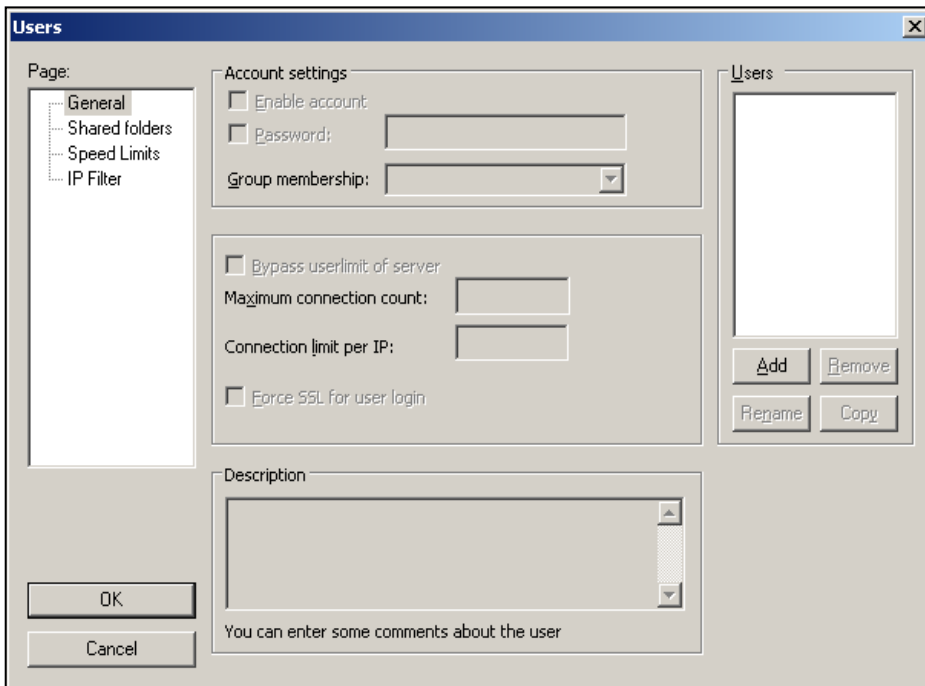 Users
Page:
General
Shared folders
Speed Limits
IP Filter
OK
Cancel
Account settings
Enable account
Password:
Group membership:
Bypass userlimit of server
Maximum connection count:
Connection limit per IP:
Force SSL for user login
Description
You can enter some comments about the user
Users
Add Remove
Rename Copy